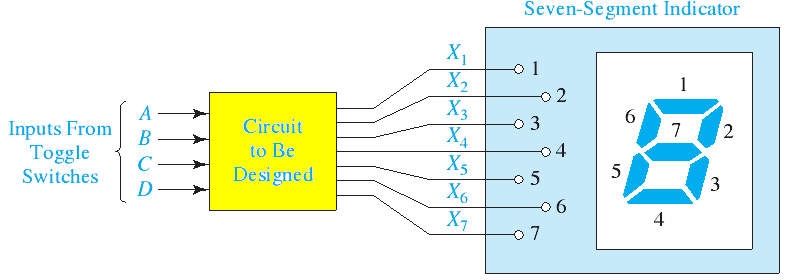 Seven-Segment Indicator
Inputs From
Toggle
Switches
A
B
C
D
Circuit
to Be
Designed
X1
X2
X3
X4
X5
X6
X7
1
2
3
4
5
6
7
1
6
7
2
5
3
4